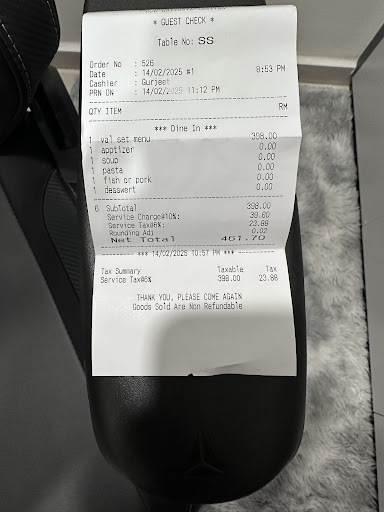 * GUEST CHECK *
Table No: SS
Order No : 526
Date : 14/02/2025 #1 8:53 PM
Cashier : Gurjeet
PRN ON : 14/02/2025 11:12 PM
QTY ITEM RM
*** Dine In ***
1 val set menu 398.00
1 apptizer 0.00
1 soup 0.00
1 pasta 0.00
1 fish or pork 0.00
1 desswert 0.00
6 SubTotal 398.00
Service Charge@10%: 39.80
Service Tax@6%: 23.88
Rounding Adj 0.02
Net Total 461.70
*** 14/02/2025 10:57 PM ***
Tax Summary Taxable Tax
Service Tax@6% 398.00 23.88
THANK YOU, PLEASE COME AGAIN
Goods Sold Are Non Refundable